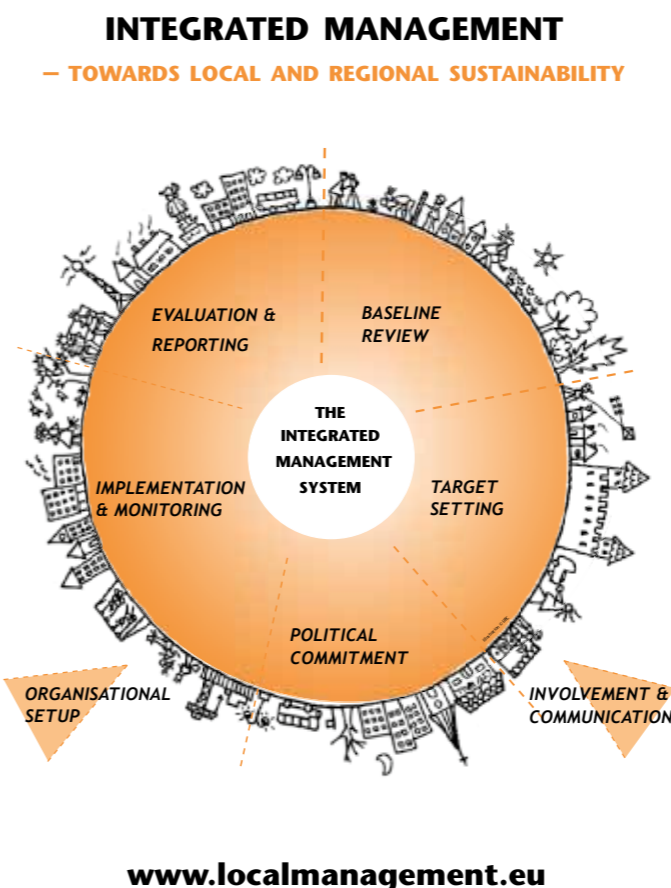 INTEGRATED MANAGEMENT
– TOWARDS LOCAL AND REGIONAL SUSTAINABILITY
EVALUATION &
REPORTING
BASELINE
REVIEW
THE
INTEGRATED
MANAGEMENT
SYSTEM
IMPLEMENTATION
& MONITORING
TARGET
SETTING
POLITICAL
COMMITMENT
ORGANISATIONAL
SETUP
INVOLVEMENT &
COMMUNICATION
www.localmanagement.eu